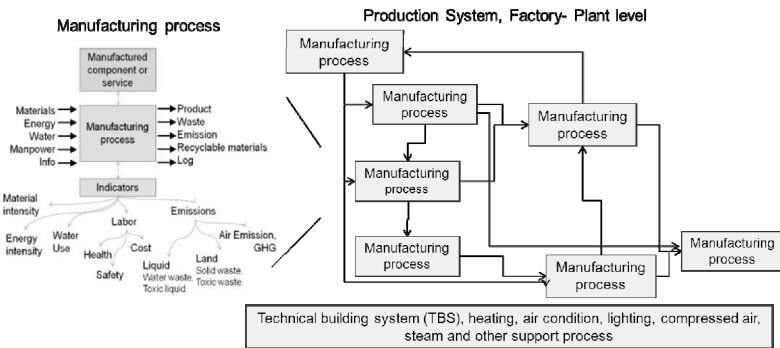 Manufacturing process
Production System, Factory- Plant level
Manufactured
component or
service
Materials
Energy
Water
Manpower
Info
Manufacturing
process
Product
Waste
Emission
Recyclable materials
Log
Indicators
Material
intensity
Energy
intensity
Water
Use
Labor
Health
Safety
Cost
Emissions
Liquid
Water waste,
Toxic liquid
Land
Solid waste,
Toxic waste
Air Emission,
GHG
Manufacturing
process
Manufacturing
process
Manufacturing
process
Manufacturing
process
Manufacturing
process
Manufacturing
process
Manufacturing
process
Technical building system (TBS), heating, air condition, lighting, compressed air,
steam and other support process